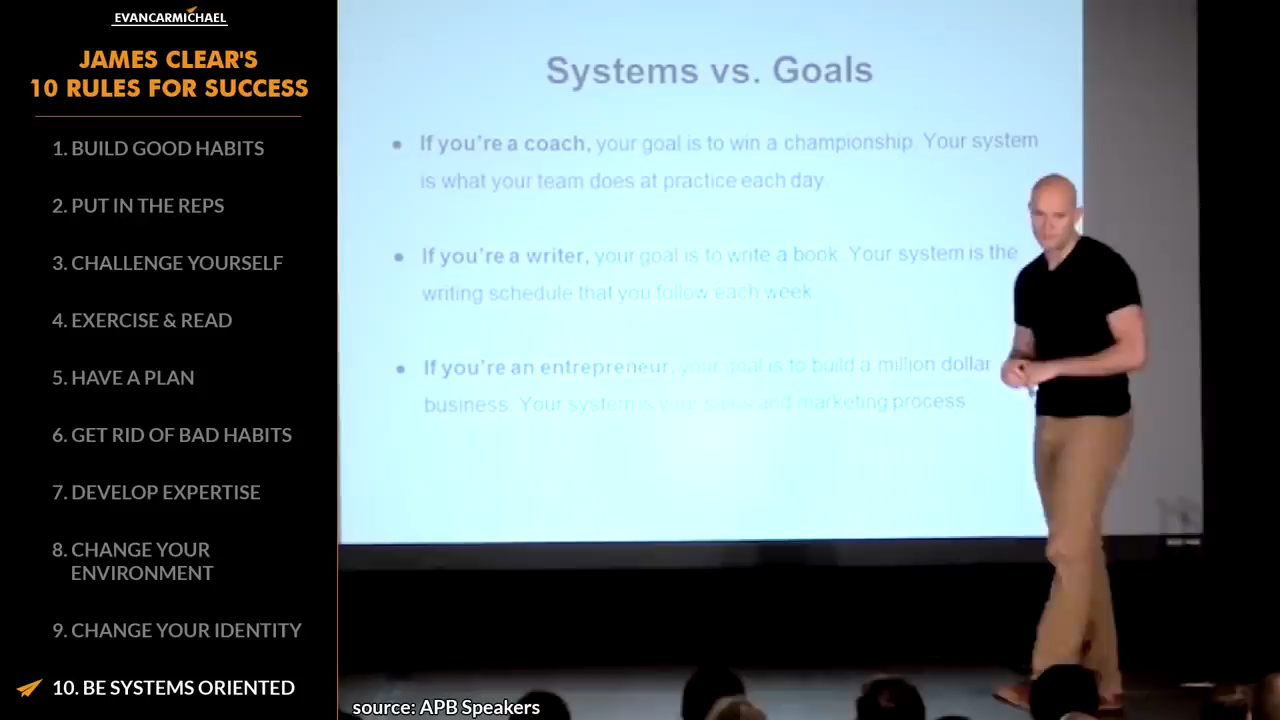 EVANCARMICHAEL
JAMES CLEAR'S
10 RULES FOR SUCCESS
1. BUILD GOOD HABITS
2. PUT IN THE REPS
3. CHALLENGE YOURSELF
4. EXERCISE & READ
5. HAVE A PLAN
6. GET RID OF BAD HABITS
7. DEVELOP EXPERTISE
8. CHANGE YOUR
ENVIRONMENT
9. CHANGE YOUR IDENTITY
10. BE SYSTEMS ORIENTED
Systems vs. Goals
• If you're a coach, your goal is to win a championship. Your system
is what your team does at practice each day.
• If you're a writer, your goal is to write a book. Your system is the
writing schedule that you follow each week.
• If you're an entrepreneur, your goal is to build a million dollar
business. Your system is your sales and marketing process.
source: APB Speakers